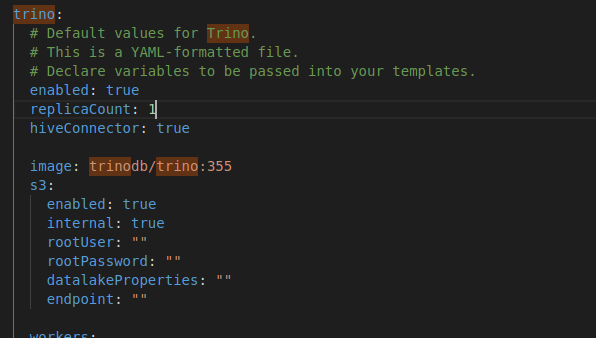 trino:
# Default values for Trino.
# This is a YAML-formatted file.
# Declare variables to be passed into your templates.
enabled: true
replicaCount: 1
hiveConnector: true
image: trinodb/trino:355
s3:
enabled: true
internal: true
rootUser: ""
rootPassword: ""
datalakeProperties: ""
endpoint: ""
workers: